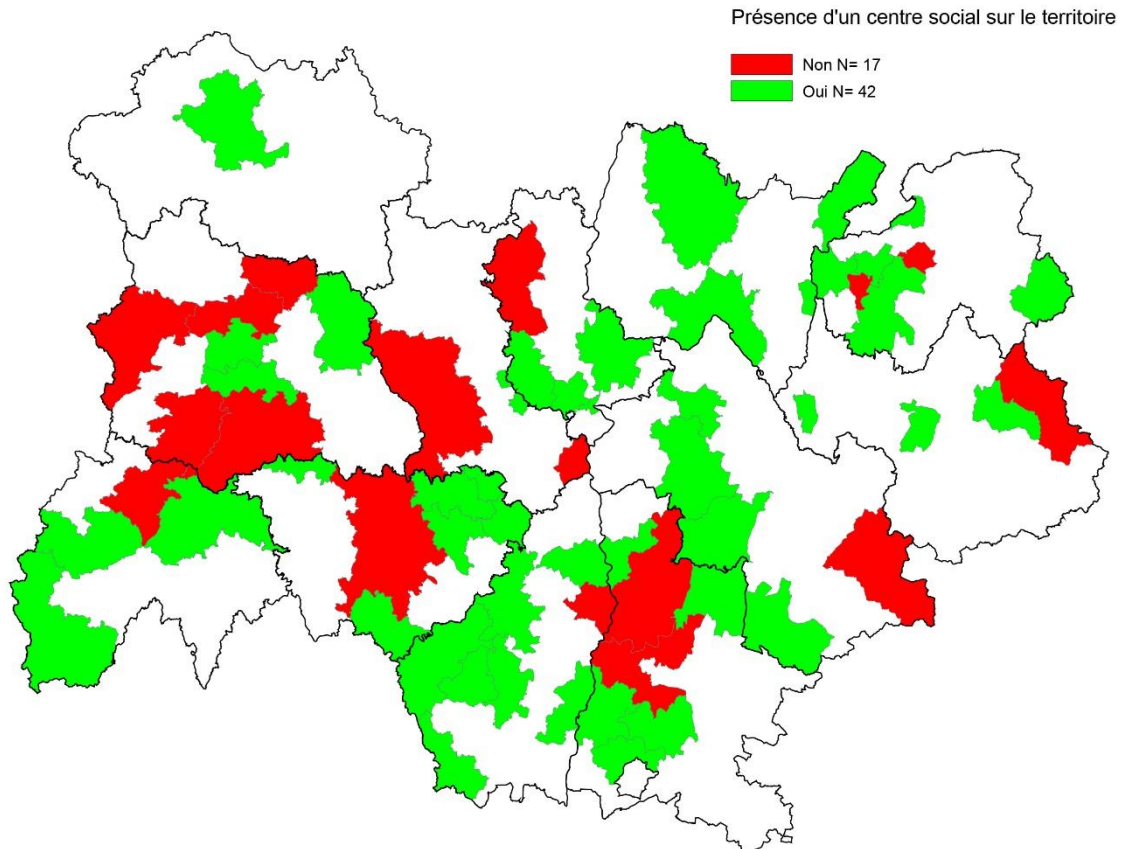 Présence d'un centre social sur le territoire
Non N= 17
Oui N= 42